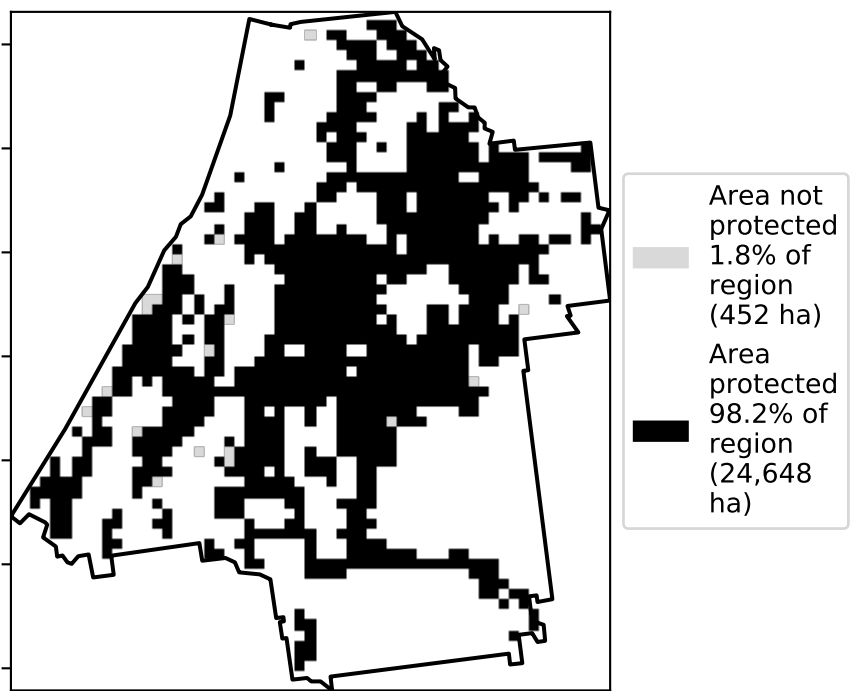 Area not
protected
1.8% of
region
(452 ha)
Area
protected
98.2% of
region
(24,648
ha)